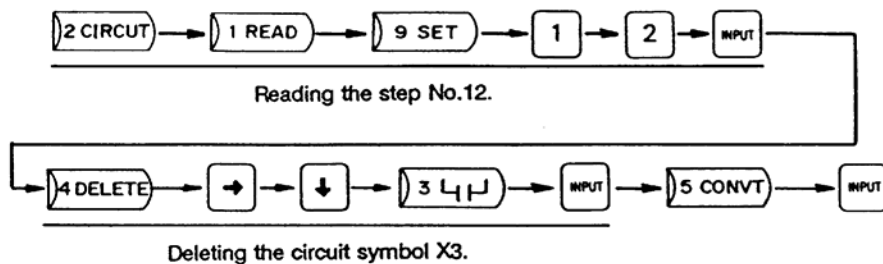 2 CIRCUT 1 READ 9 SET 1 2 INPUT
Reading the step No.12.
4 DELETE 3 INPUT 5 CONVT INPUT
Deleting the circuit symbol X3.